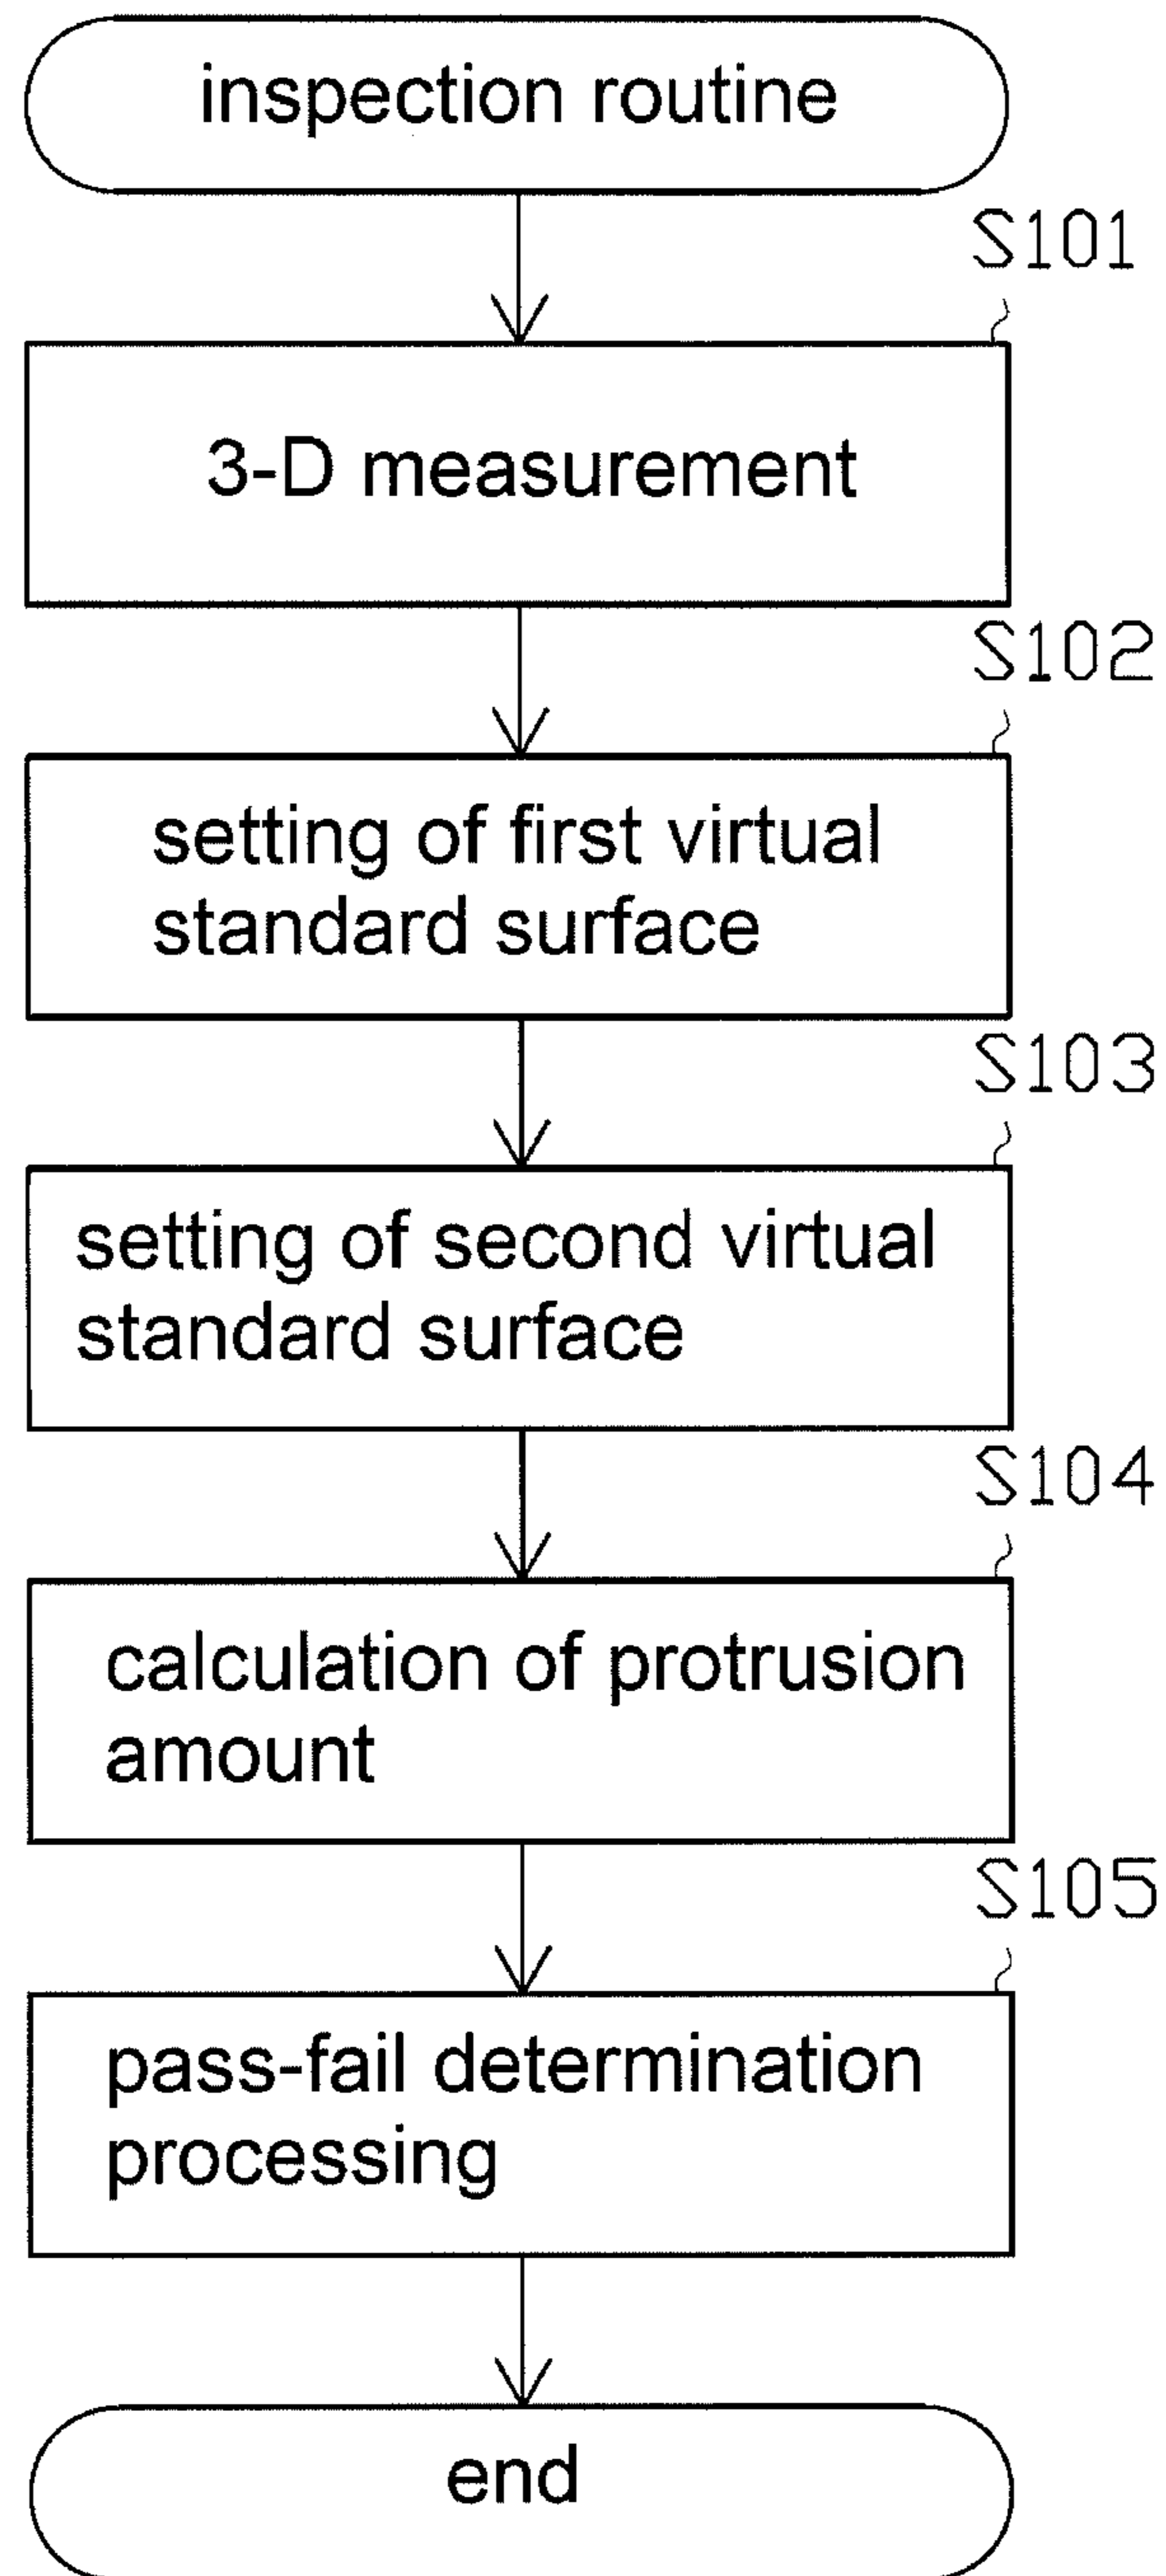 inspection routine
S101
3-D measurement
S102
setting of first virtual
standard surface
S103
setting of second virtual
standard surface
S104
calculation of protrusion
amount
S105
pass-fail determination
processing
end